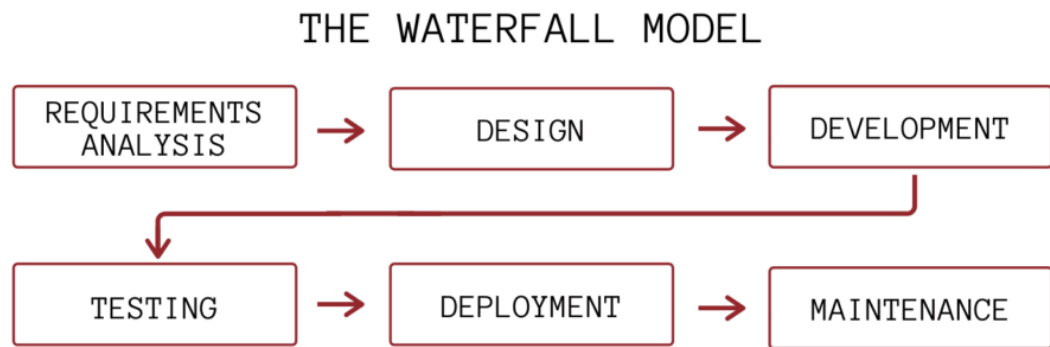 THE WATERFALL MODEL
REQUIREMENTS
ANALYSIS
DESIGN
DEVELOPMENT
TESTING
DEPLOYMENT
MAINTENANCE